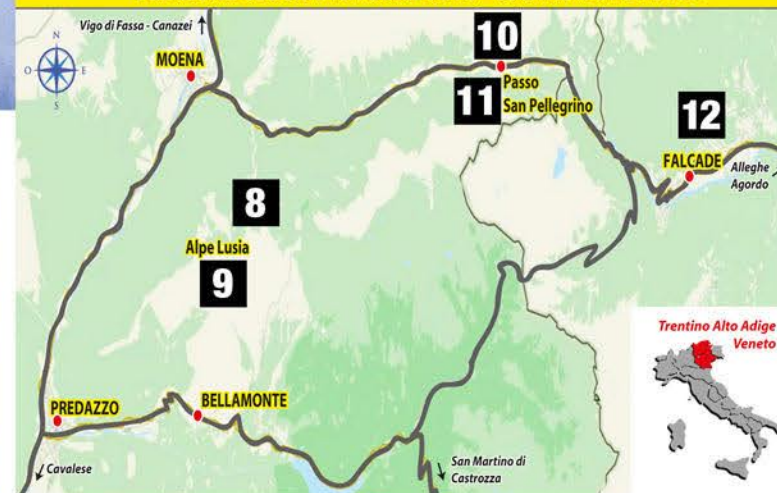 Vigo di Fassa - Canazei
N
O
E
S
MOENA
10
11
Passo
San Pellegrino
12
FALCADE
Alleghe
Agordo
8
Alpe Lusia
9
Trentino Alto Adige
Veneto
PREDAZZO
BELLAMONTE
Cavalese
San Martino di
Castrozza